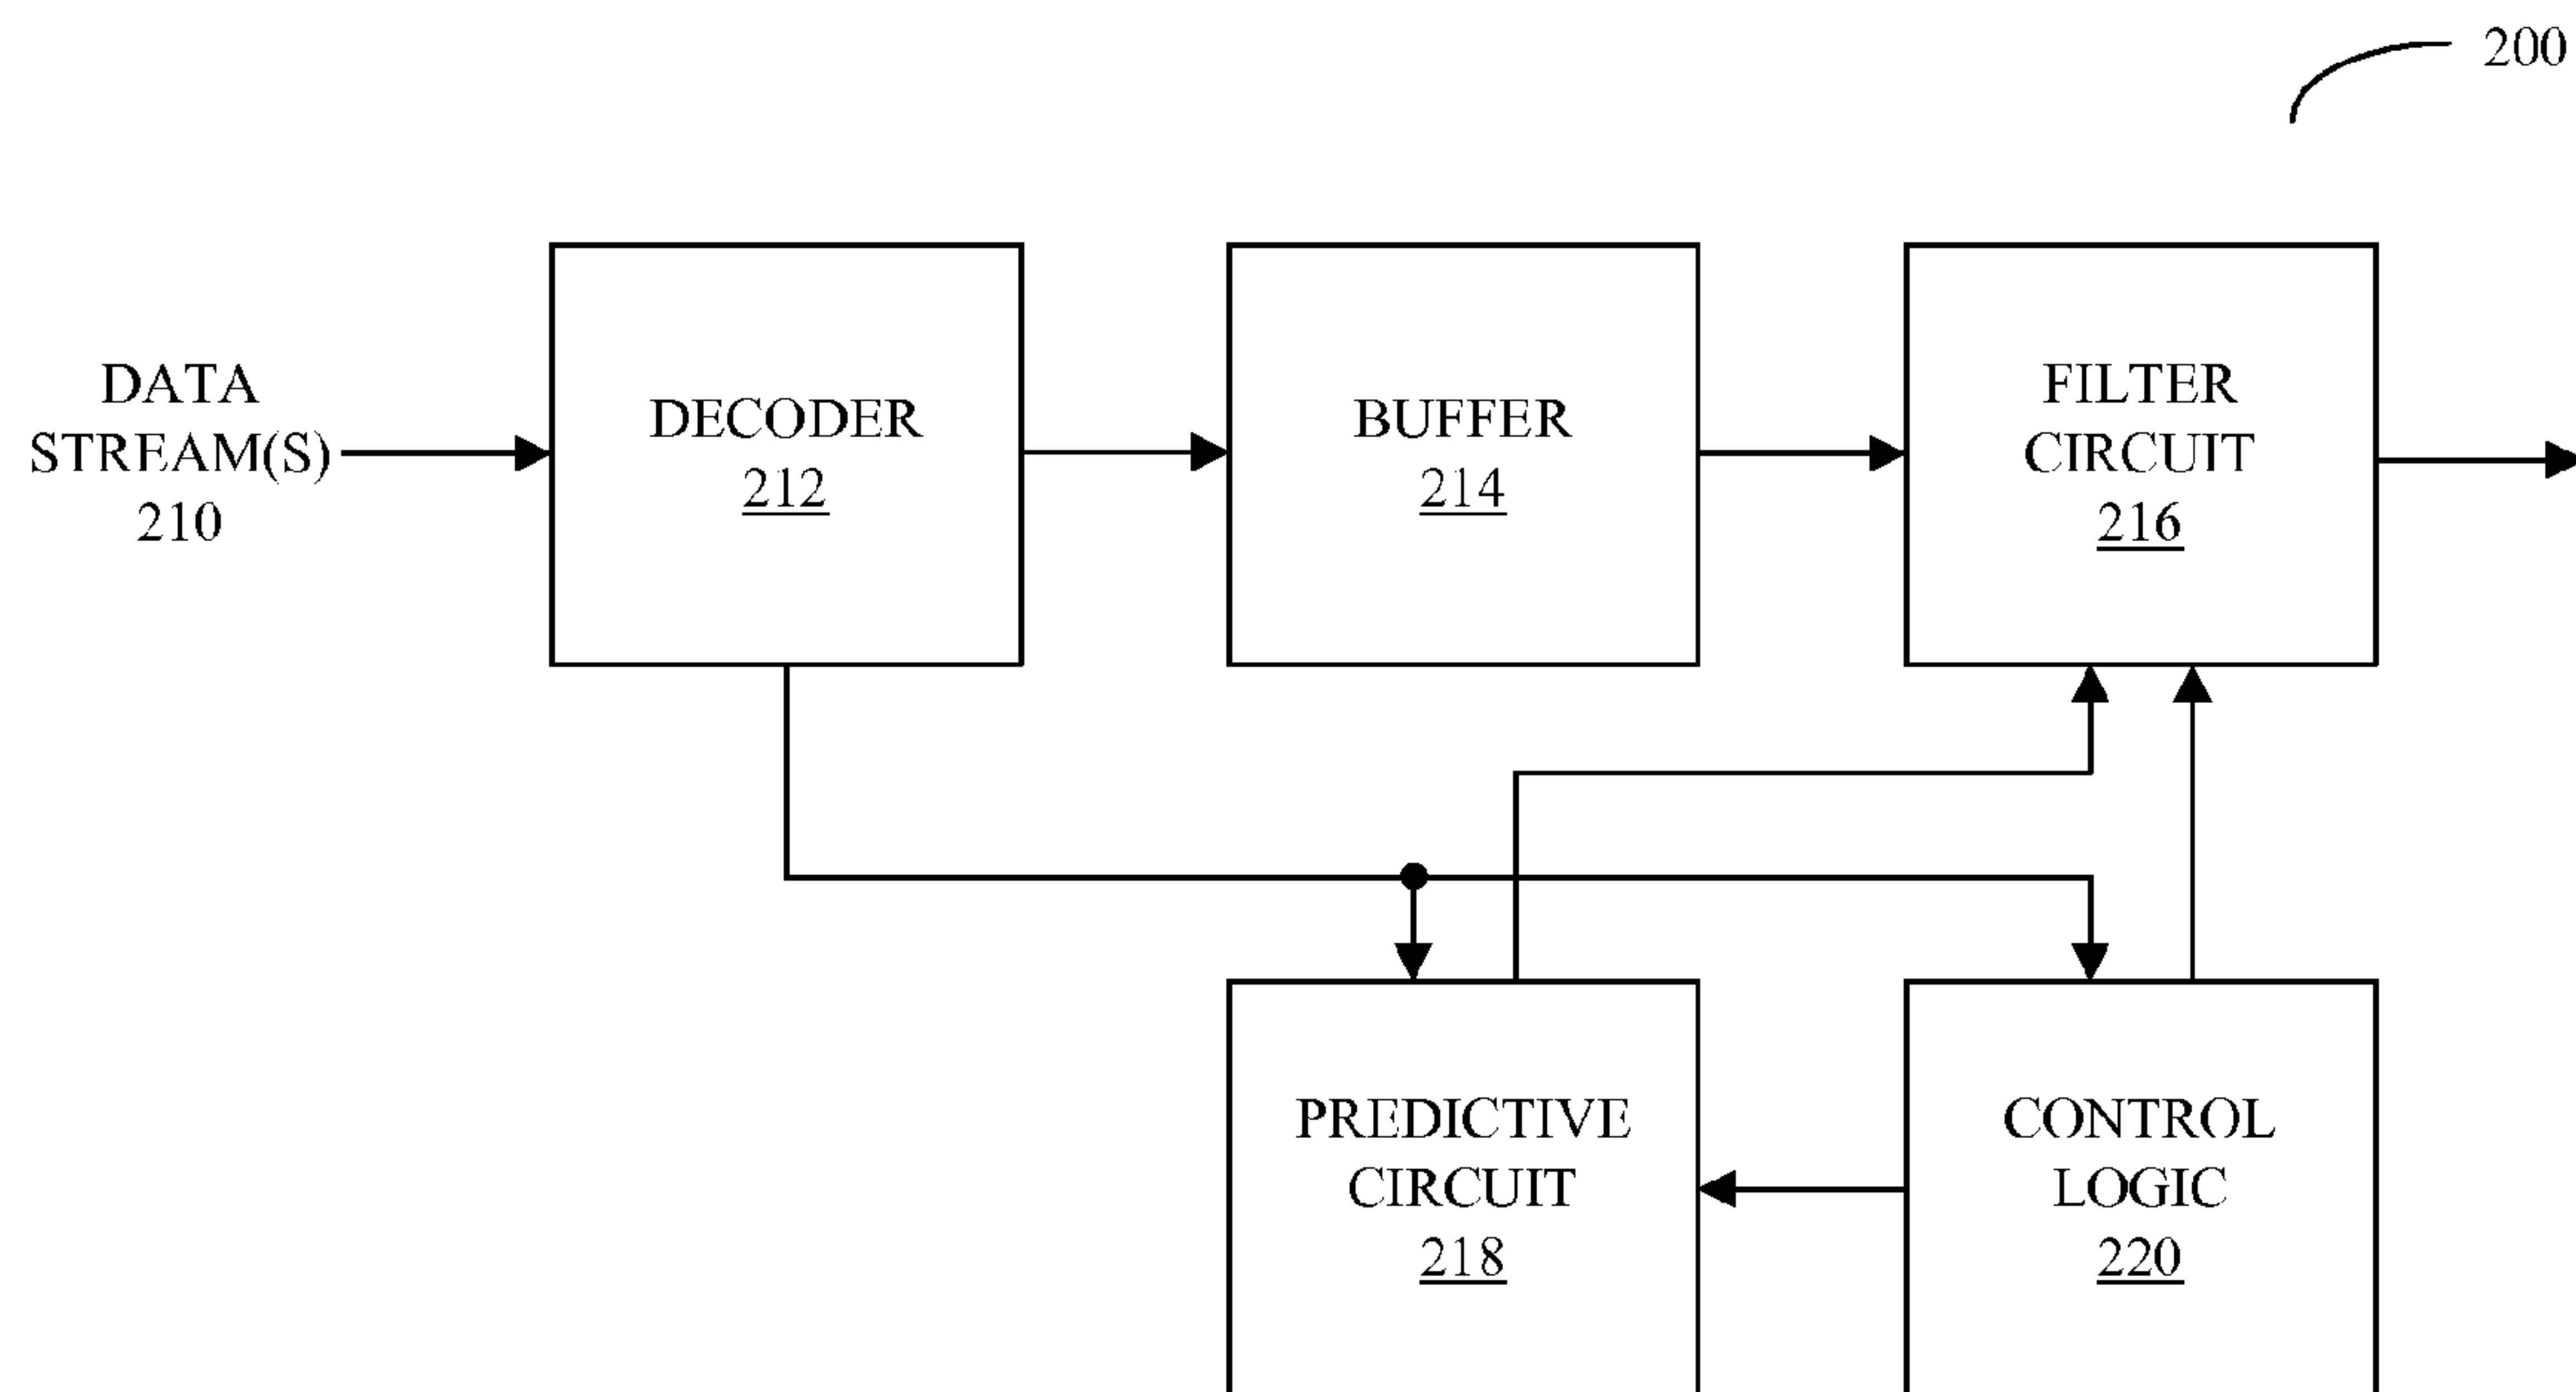 200
DATA
STREAM(S)
210
DECODER
212
BUFFER
214
FILTER
CIRCUIT
216
PREDICTIVE
CIRCUIT
218
CONTROL
LOGIC
220